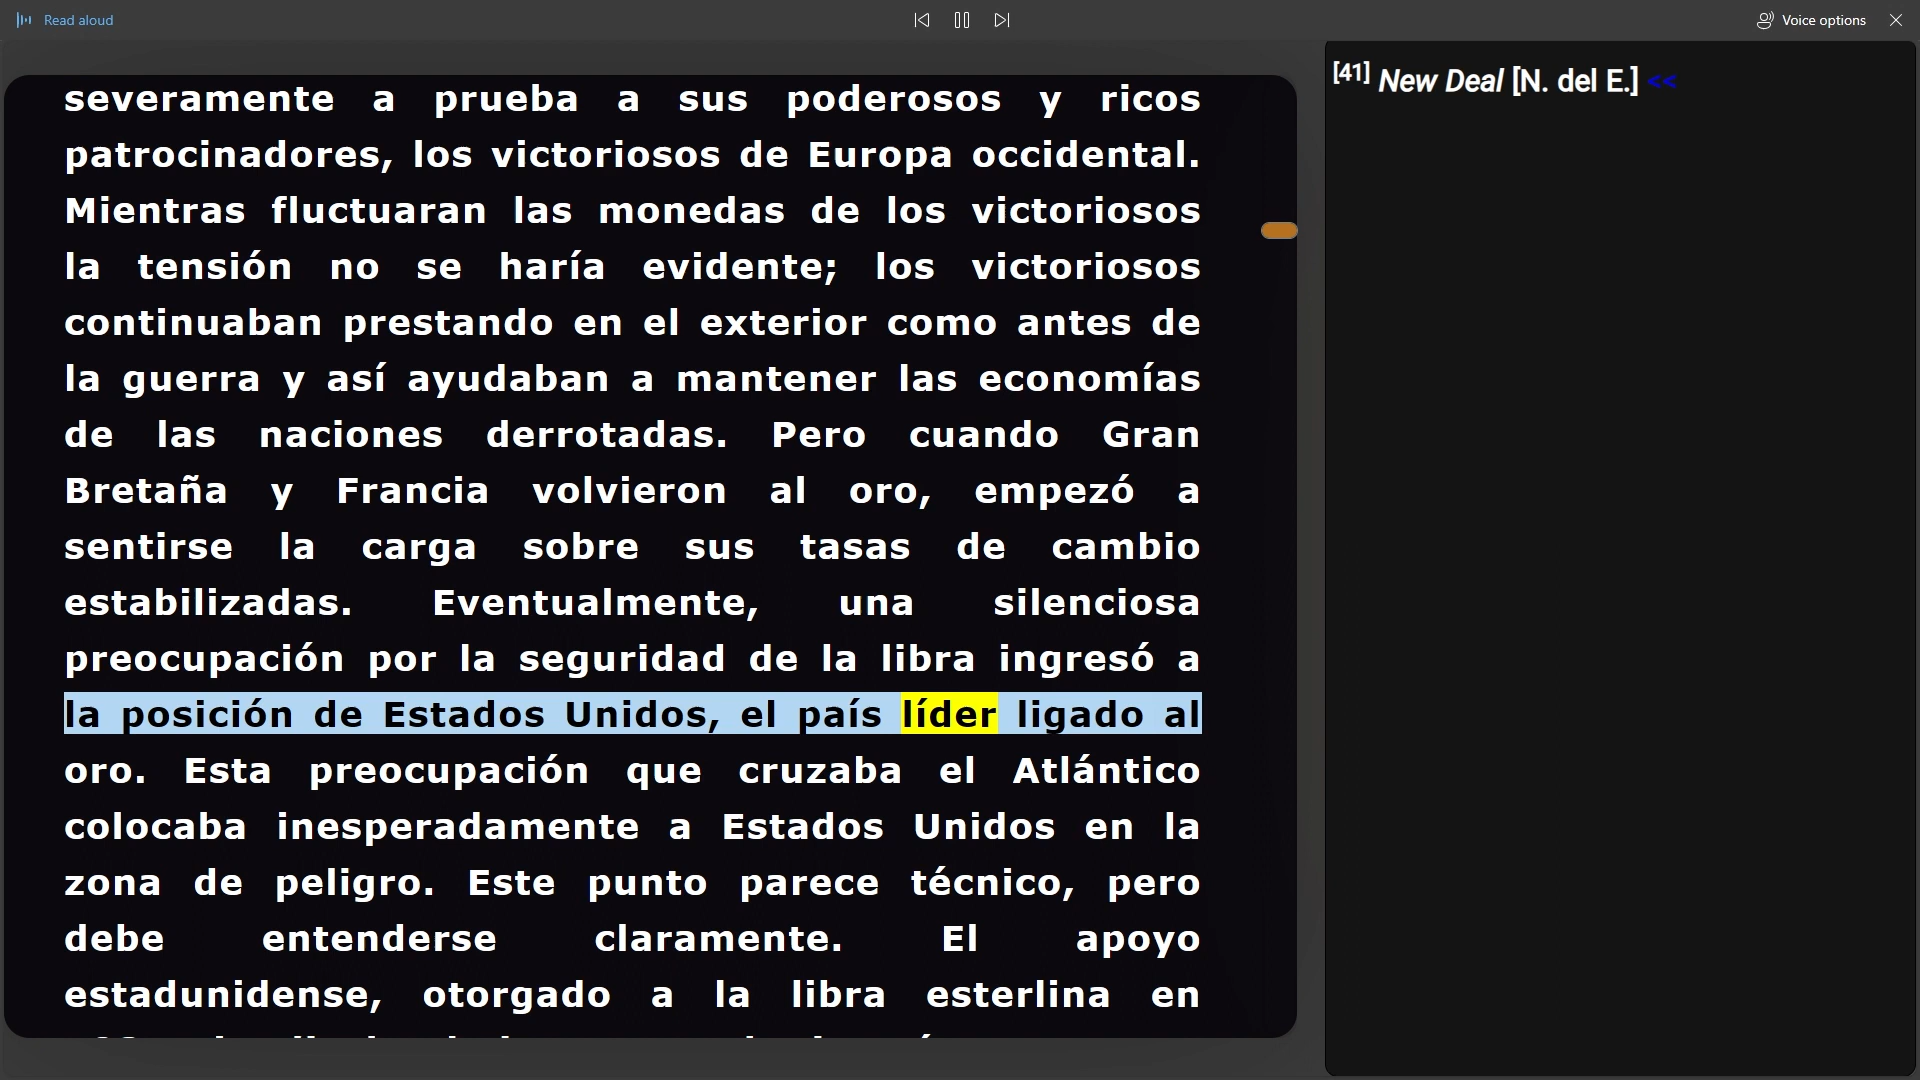 Read aloud
Voice options
severamente a prueba a sus poderosos y ricos
patrocinadores, los victoriosos de Europa occidental.
Mientras fluctuaran las monedas de los victoriosos
la tensión no se haría evidente; los victoriosos
continuaban prestando en el exterior como antes de
la guerra y así ayudaban a mantener las economías
de las naciones derrotadas. Pero cuando Gran
Bretaña y Francia volvieron al oro, empezó a
sentirse la carga sobre sus tasas de cambio
estabilizadas. Eventualmente, una silenciosa
preocupación por la seguridad de la libra ingresó a
la posición de Estados Unidos, el país líder ligado al
oro. Esta preocupación que cruzaba el Atlántico
colocaba inesperadamente a Estados Unidos en la
zona de peligro. Este punto parece técnico, pero
debe entenderse claramente. El apoyo
estadunidense, otorgado a la libra esterlina en
[41] New Deal [N. del E.] <<